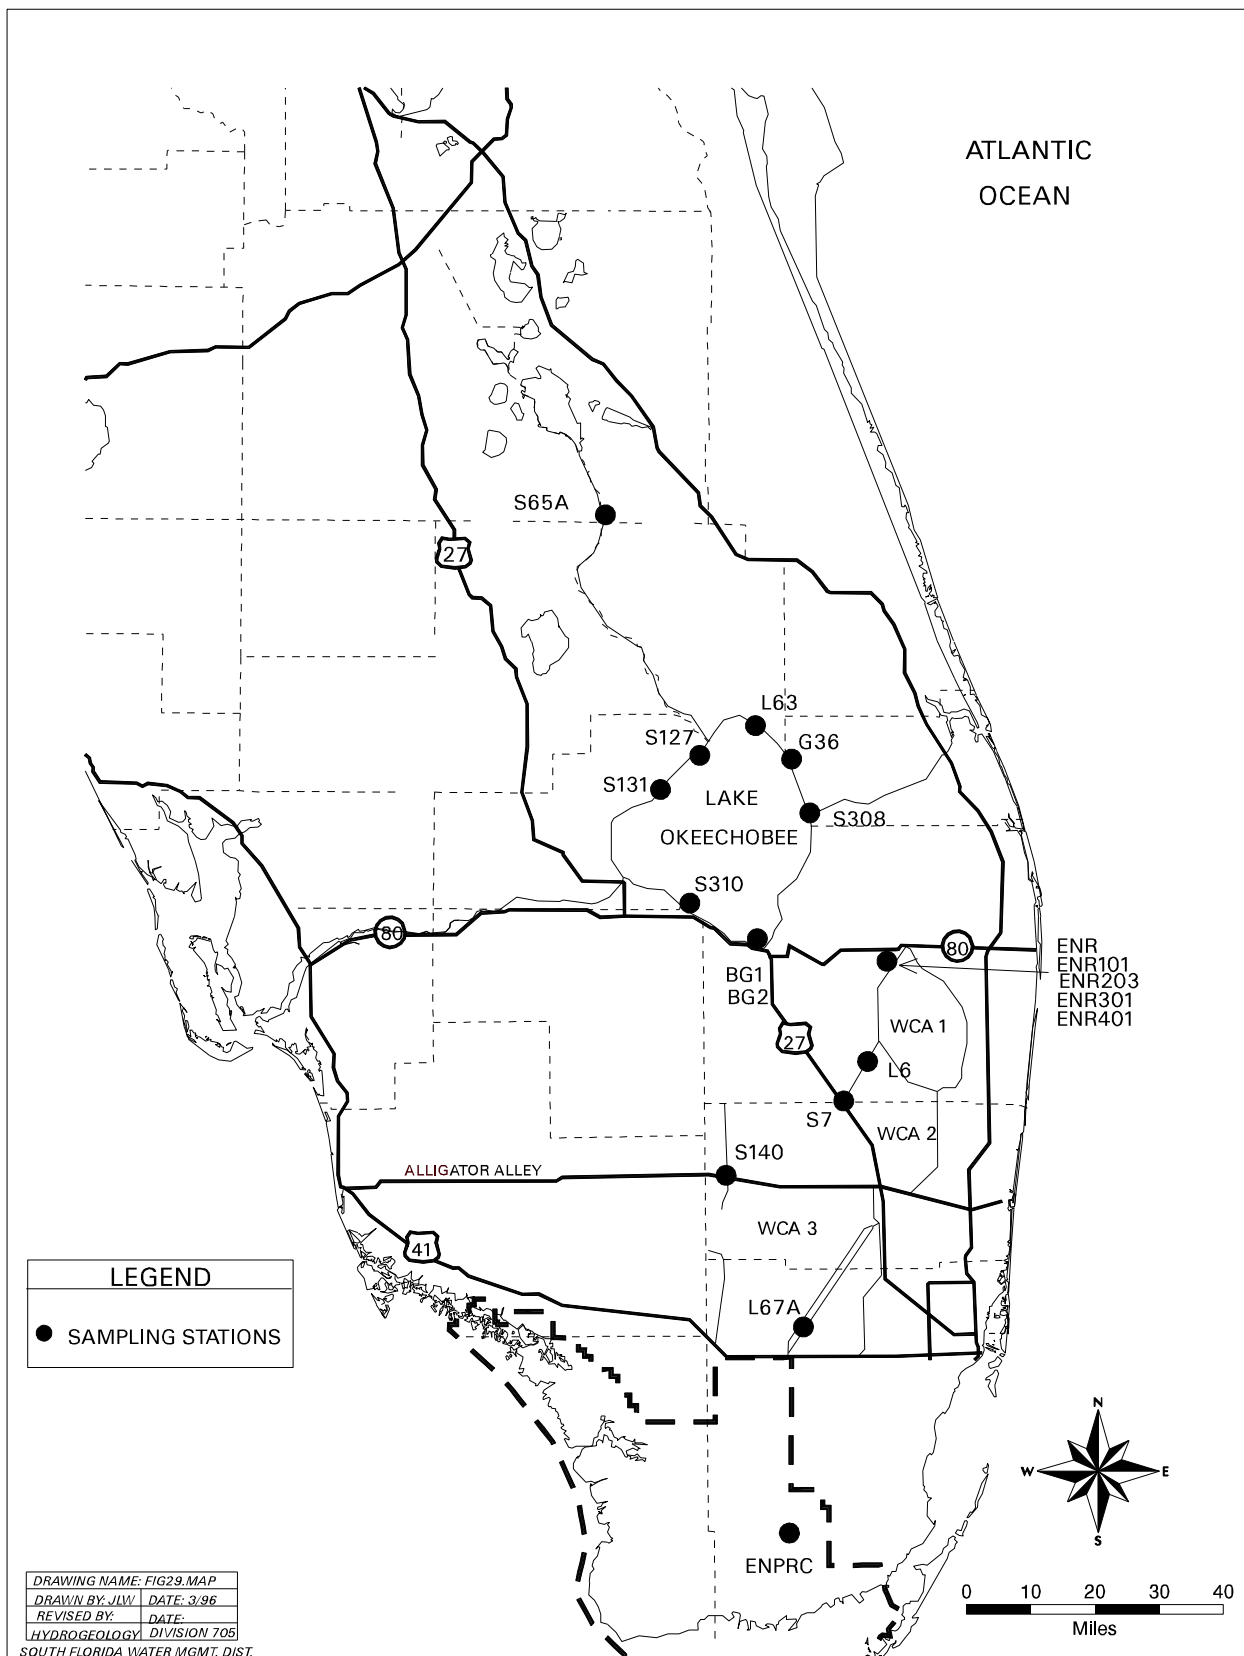 ATLANTIC
OCEAN
S65A
27
L63
S127
G36
S131
LAKE
S308
OKEECHOBEE
S310
80
80
ENR
ENR101
ENR203
ENR301
ENR401
BG1
BG2
WCA 1
27
L6
S7
WCA 2
S140
ALLIGATOR ALLEY
WCA 3
41
LEGEND
SAMPLING STATIONS
L67A
N
W
E
S
ENPRC
0 10 20 30 40
Miles
DRAWING NAME: FIG29.MAP
DRAWN BY: JLW DATE: 3/96
REVISED BY: DATE:
HYDROGEOLOGY DIVISION 705
SOUTH FLORIDA WATER MGMT. DIST.